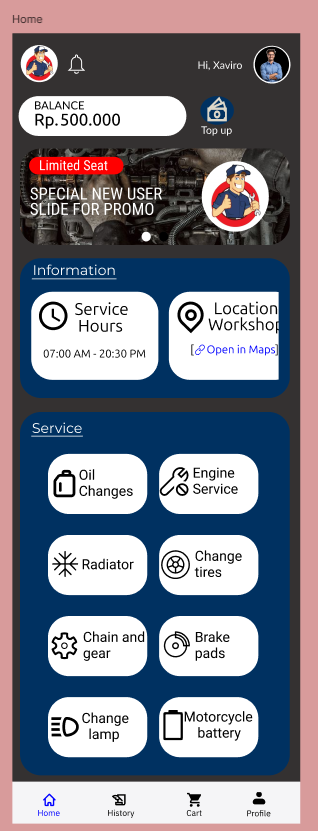 Home
Hi, Xaviro
BALANCE
Rp.500.000
Top up
Limited Seat
SPECIAL NEW USER
SLIDE FOR PROMO
Information
Service
Hours
07:00 AM - 20:30 PM
Location
Workshop
[Open in Maps]
Service
Oil
Changes
Engine
Service
Radiator
Change
tires
Chain and
gear
Brake
pads
Change
lamp
Motorcycle
battery
Home
History
Cart
Profile